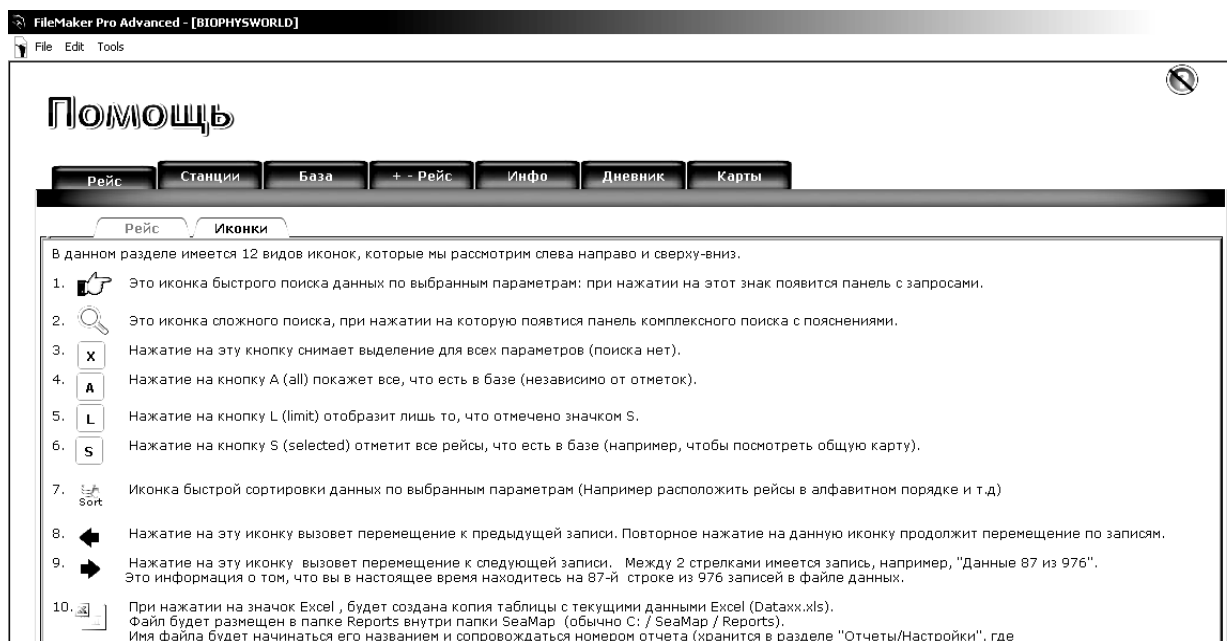 FileMaker Pro Advanced - [BIOPHYSWORLD]
File Edit Tools
Помощь
Рейс Станции База + - Рейс Инфо Дневник Карты
Рейс Иконки
В данном разделе имеется 12 видов иконок, которые мы рассмотрим слева направо и сверху-вниз.
1. Это иконка быстрого поиска данных по выбранным параметрам: при нажатии на этот знак появится панель с запросами.
2. Это иконка сложного поиска, при нажатии на которую появтися панель комплексного поиска с пояснениями.
3. X Нажатие на эту кнопку снимает выделение для всех параметров (поиска нет).
4. A Нажатие на кнопку A (all) покажет все, что есть в базе (независимо от отметок).
5. L Нажатие на кнопку L (limit) отобразит лишь то, что отмечено значком S.
6. S Нажатие на кнопку S (selected) отметит все рейсы, что есть в базе (например, чтобы посмотреть общую карту).
7. Sort Иконка быстрой сортировки данных по выбранным параметрам (Например расположить рейсы в алфавитном порядке и т.д)
8. Нажатие на эту иконку вызовет перемещение к предыдущей записи. Повторное нажатие на данную иконку продолжит перемещение по записям.
9. Нажатие на эту иконку вызовет перемещение к следующей записи. Между 2 стрелками имеется запись, например, "Данные 87 из 976".
Это информация о том, что вы в настоящее время находитесь на 87-й строке из 976 записей в файле данных.
10. При нажатии на значок Excel , будет создана копия таблицы с текущими данными Excel (Dataxx.xls).
Файл будет размещен в папке Reports внутри папки SeaMap (обычно C: / SeaMap / Reports).
Имя файла будет начинаться его названием и сопровождаться номером отчета (хранится в разделе "Отчеты/Настройки", где